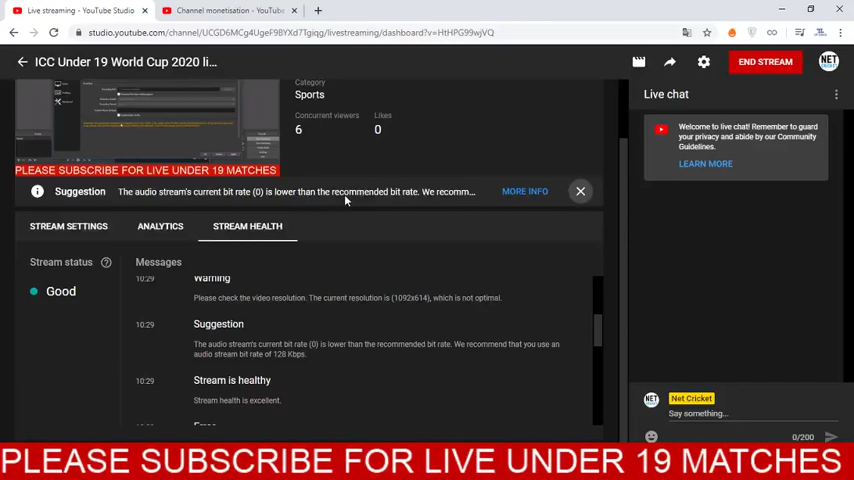 Live streaming - YouTube Studio
Channel monetisation - YouTube
studio.youtube.com/channel/UCGD6MCg4UgeF9BYXd7Tgiqg/livestreaming/dashboard?v=HtHPG99wjVQ
ICC Under 19 World Cup 2020 li...
END STREAM
NET
CRICKET
Category
Sports
Concurrent viewers
Likes
6
0
PLEASE SUBSCRIBE FOR LIVE UNDER 19 MATCHES
Suggestion
The audio stream's current bit rate (0) is lower than the recommended bit rate. We recomm...
MORE INFO
STREAM SETTINGS
ANALYTICS
STREAM HEALTH
Stream status
Good
Messages
10:29
Warning
Please check the video resolution. The current resolution is (1092x614), which is not optimal.
10:29
Suggestion
The audio stream's current bit rate (0) is lower than the recommended bit rate. We recommend that you use an
audio stream bit rate of 128 Kbps.
10:29
Stream is healthy
Stream health is excellent.
Live chat
Welcome to live chat! Remember to guard
your privacy and abide by our Community
Guidelines.
LEARN MORE
NET
Net Cricket
Say something...
0/200
PLEASE SUBSCRIBE FOR LIVE UNDER 19 MATCHES